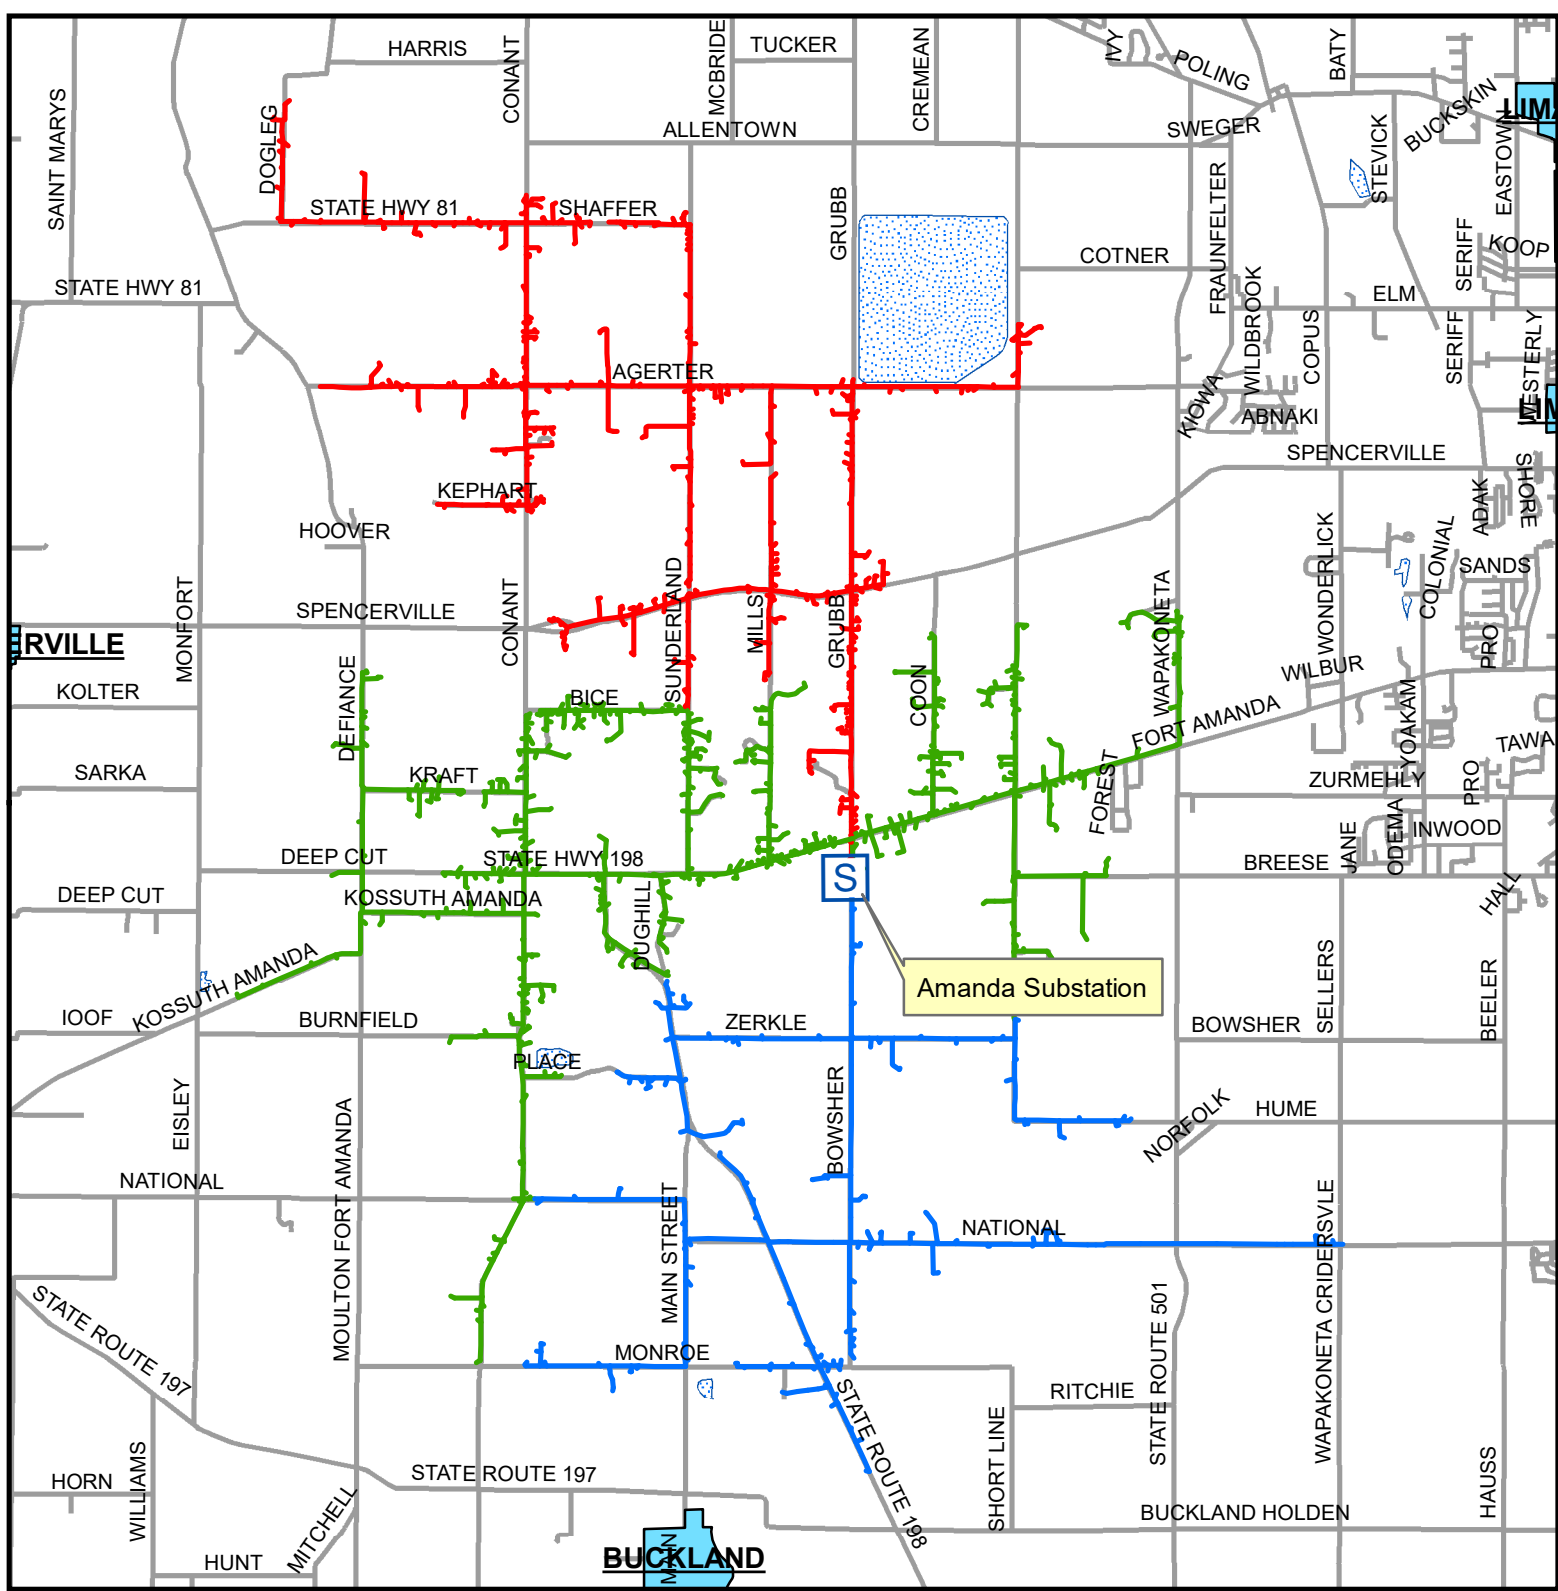 HARRIS
CONANT
MCBRIDE
TUCKER
CREMEAN
IVY
POLING
BATY
BUCKSKIN
SAINT MARYS
DOGLEG
ALLENTOWN
SWEGER
STEVICK
EASTOWN
STATE HWY 81
SHAFFER
GRUBB
FRAUNFELTER
COTNER
SERIFF
KOOP
STATE HWY 81
WILDBROOK
ELM
COPUS
SERIFF
WESTERLY
AGERTER
KIOWA
ABNAKI
SPENCERVILLE
KEPHART
ADAK
SHORE
HOOVER
WONDERLICK
COLONIAL
SANDS
MONFORT
SPENCERVILLE
CONANT
SUNDERLAND
MILLS
GRUBB
WAPAKONETA
PRO
RVILLE
KOLTER
DEFIANCE
BICE
COON
WILBUR
FORT AMANDA
YOAKAM
TAWA
SARKA
KRAFT
FOREST
ZURMEHLY
PRO
DEEP CUT
STATE HWY 198
JANE
ODEMA
INWOOD
BREESE
S
DEEP CUT
KOSSUTH AMANDA
DUGHILL
HALL
KOSSUTH AMANDA
Amanda Substation
SELLERS
BEELER
IOOF
BURNFIELD
ZERKLE
BOWSHER
PLACE
EISLEY
BOWSHER
NORFOLK
HUME
NATIONAL
MOULTON FORT AMANDA
MAIN STREET
NATIONAL
WAPAKONETA CRIDERSVLE
STATE ROUTE 197
STATE ROUTE 501
MONROE
STATE ROUTE 198
RITCHIE
SHORT LINE
HORN
WILLIAMS
STATE ROUTE 197
MITCHELL
HAUSS
BUCKLAND HOLDEN
HUNT
BUCKLAND
MAIN